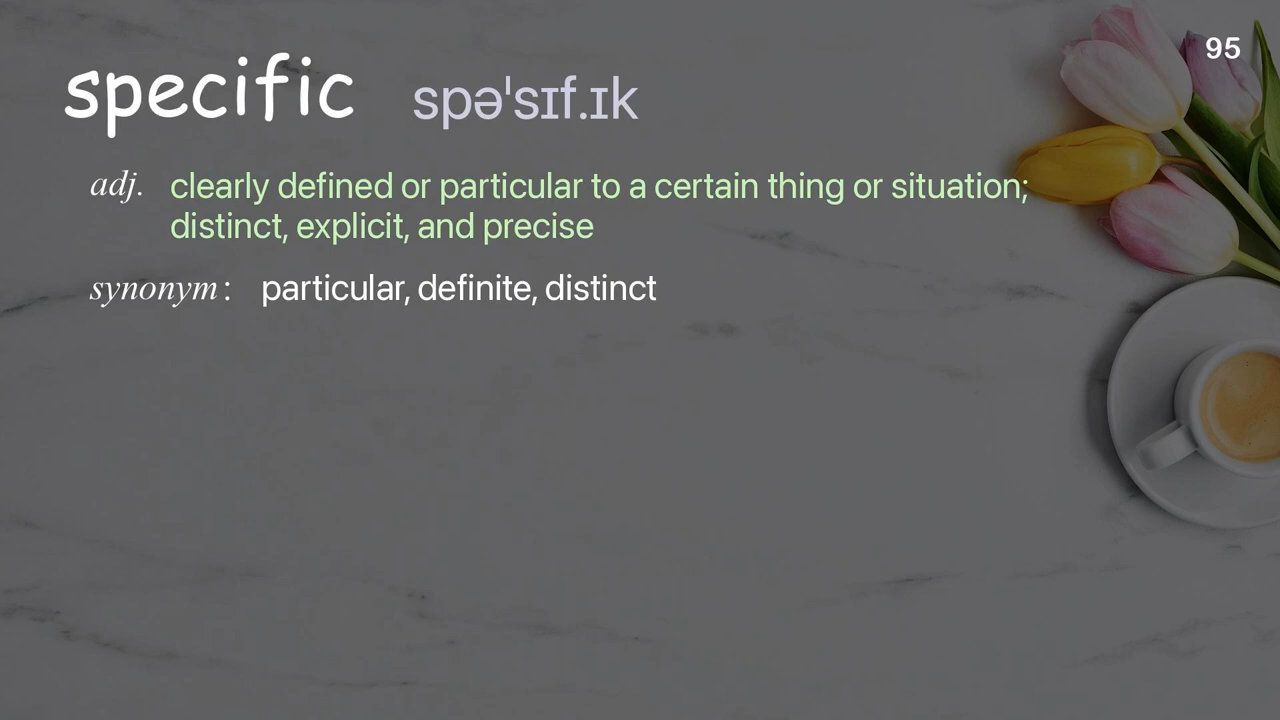 95
specific spəˈsɪf.ɪk
adj. clearly defined or particular to a certain thing or situation;
distinct, explicit, and precise
synonym: particular, definite, distinct